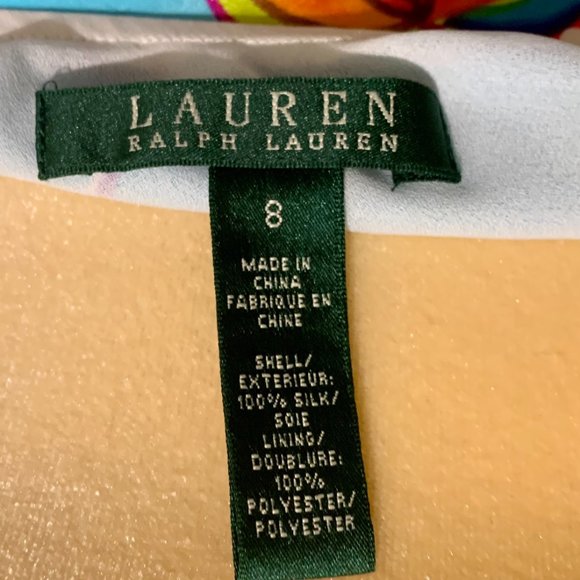 LAUREN
RALPH LAUREN
8
MADE IN
CHINA
FABRIQUE EN
CHINE
SHELL/
EXTERIEUR:
100% SILK/
SOIE
LINING/
DOUBLURE:
100%
POLYESTER/
POLYESTER